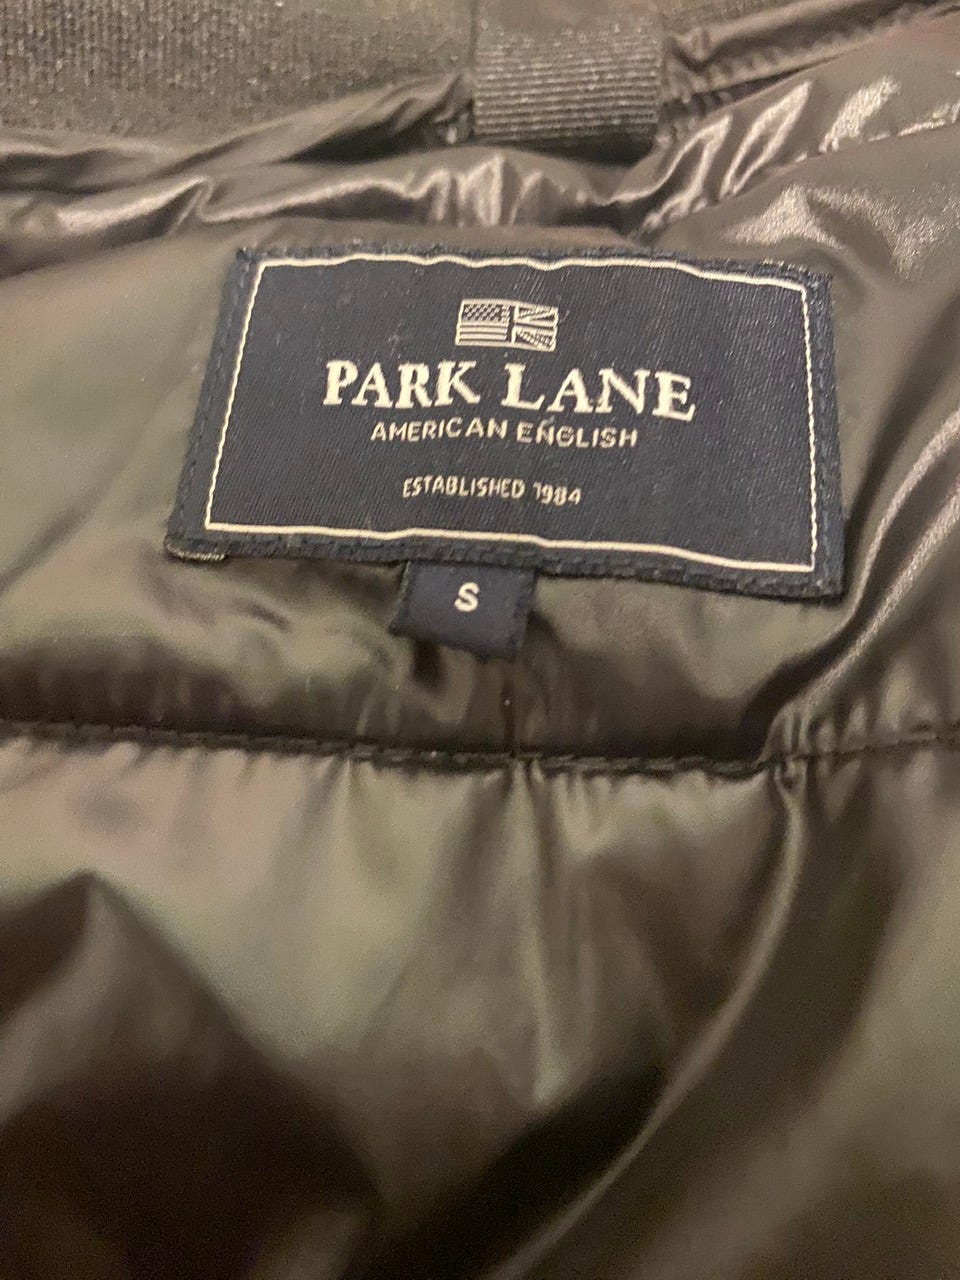 PARK LANE
AMERICAN ENGLISH
ESTABLISHED 1984
S